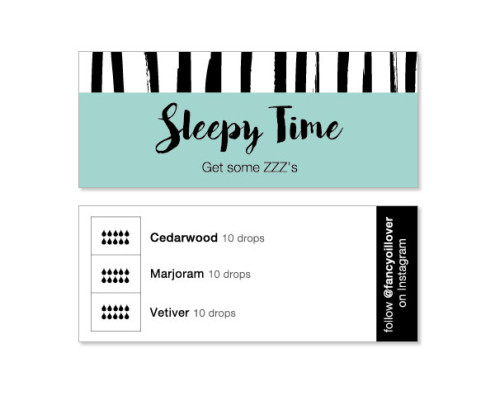 Sleepy Time
Get some ZZZ's
Cedarwood 10 drops
Marjoram 10 drops
Vetiver 10 drops
follow @fancyoillover
on Instagram